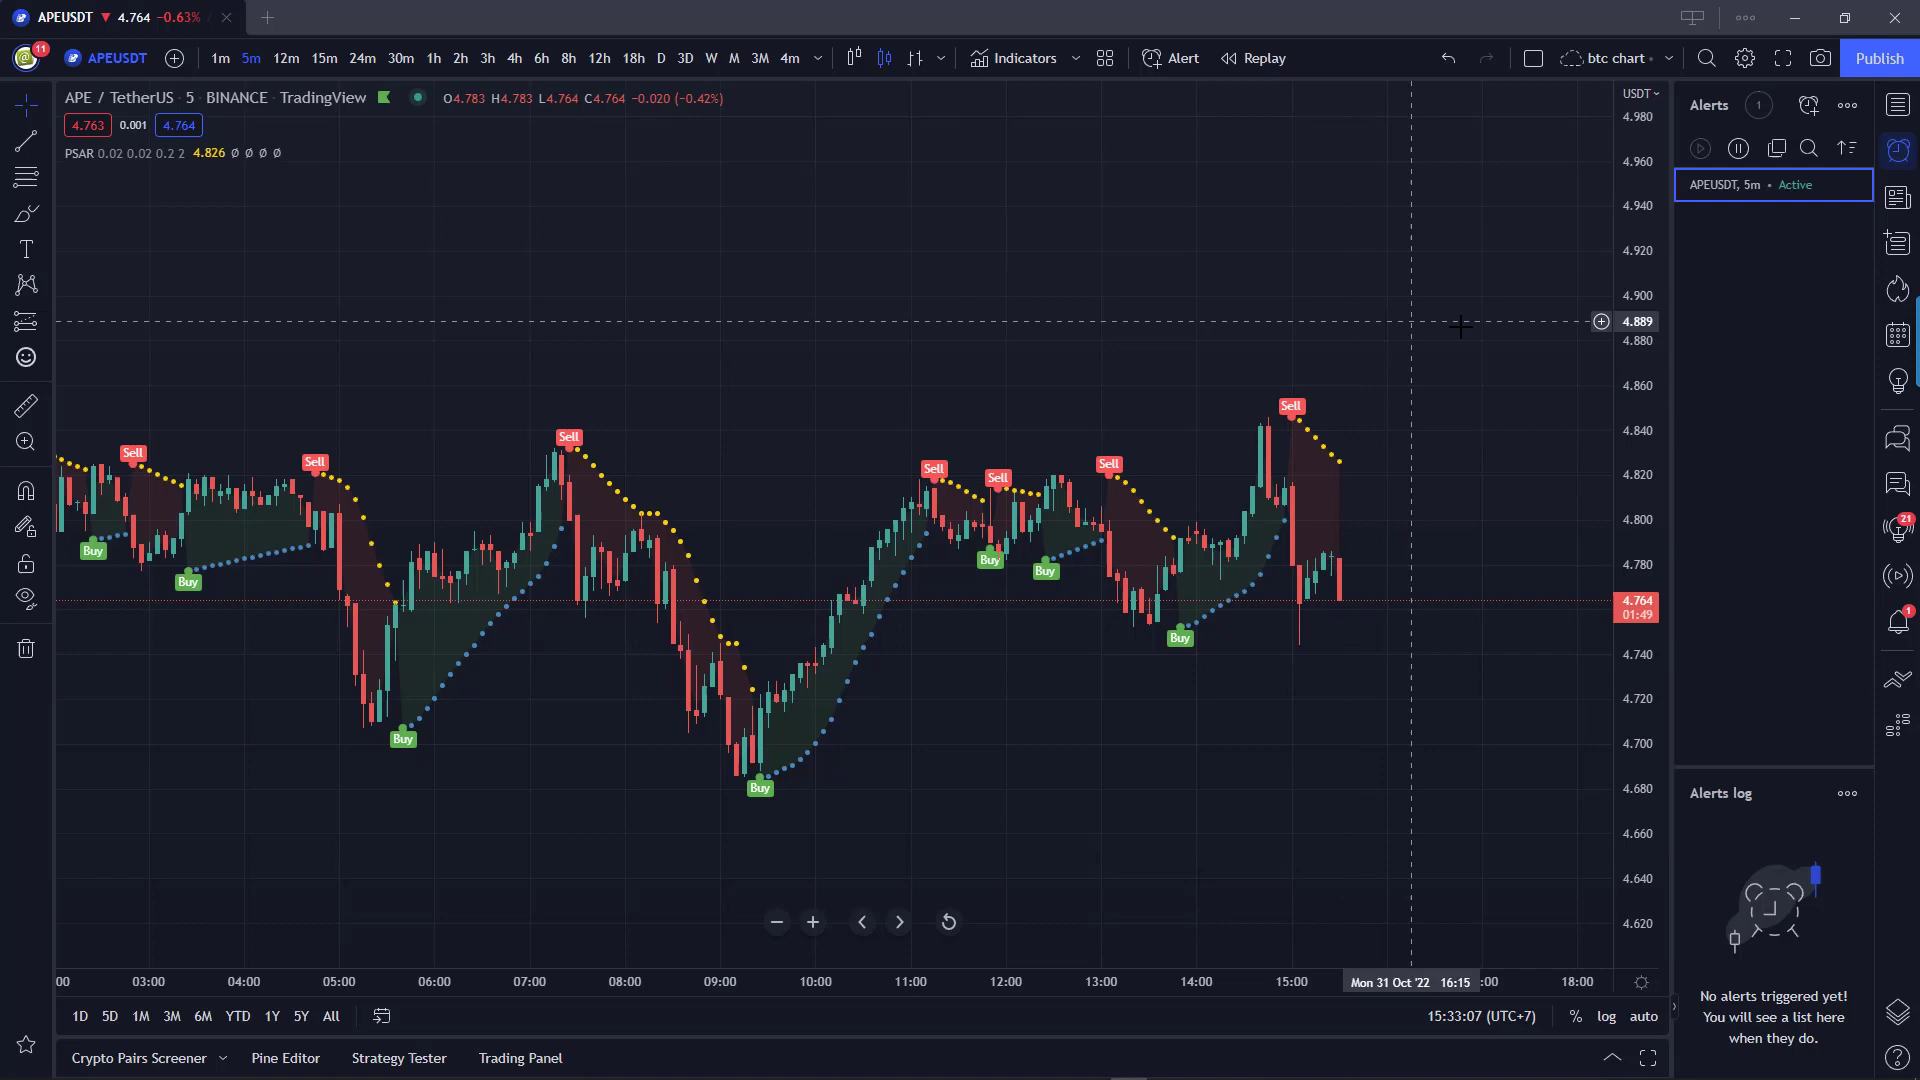 APEUSDT ▼ 4.764 −0.63% /
11 APEUSDT 1m 5m 12m 15m 24m 30m 1h 2h 3h 4h 6h 8h 12h 18h D 3D W M 3M 4m Indicators Alert Replay btc chart Publish
APE / TetherUS · 5 · BINANCE · TradingView O4.783 H4.783 L4.764 C4.764 −0.020 (−0.42%)
4.763 0.001 4.764
PSAR 0.02 0.02 0.2 2 4.826 Ø Ø Ø Ø
USDT
4.980
4.960
4.940
4.920
4.900
4.889
4.880
4.860
4.840
4.820
4.800
4.780
4.764
01:49
4.740
4.720
4.700
4.680
4.660
4.640
4.620
Sell
Sell
Sell
Sell
Sell
Sell
Sell
Buy
Buy
Buy
Buy
Buy
Buy
Buy
:00 03:00 04:00 05:00 06:00 07:00 08:00 09:00 10:00 11:00 12:00 13:00 14:00 15:00 Mon 31 Oct '22 16:15 :00 18:00
1D 5D 1M 3M 6M YTD 1Y 5Y All 15:33:07 (UTC+7) % log auto
Crypto Pairs Screener Pine Editor Strategy Tester Trading Panel
Alerts 1
APEUSDT, 5m • Active
21
1
Alerts log
No alerts triggered yet!
You will see a list here
when they do.